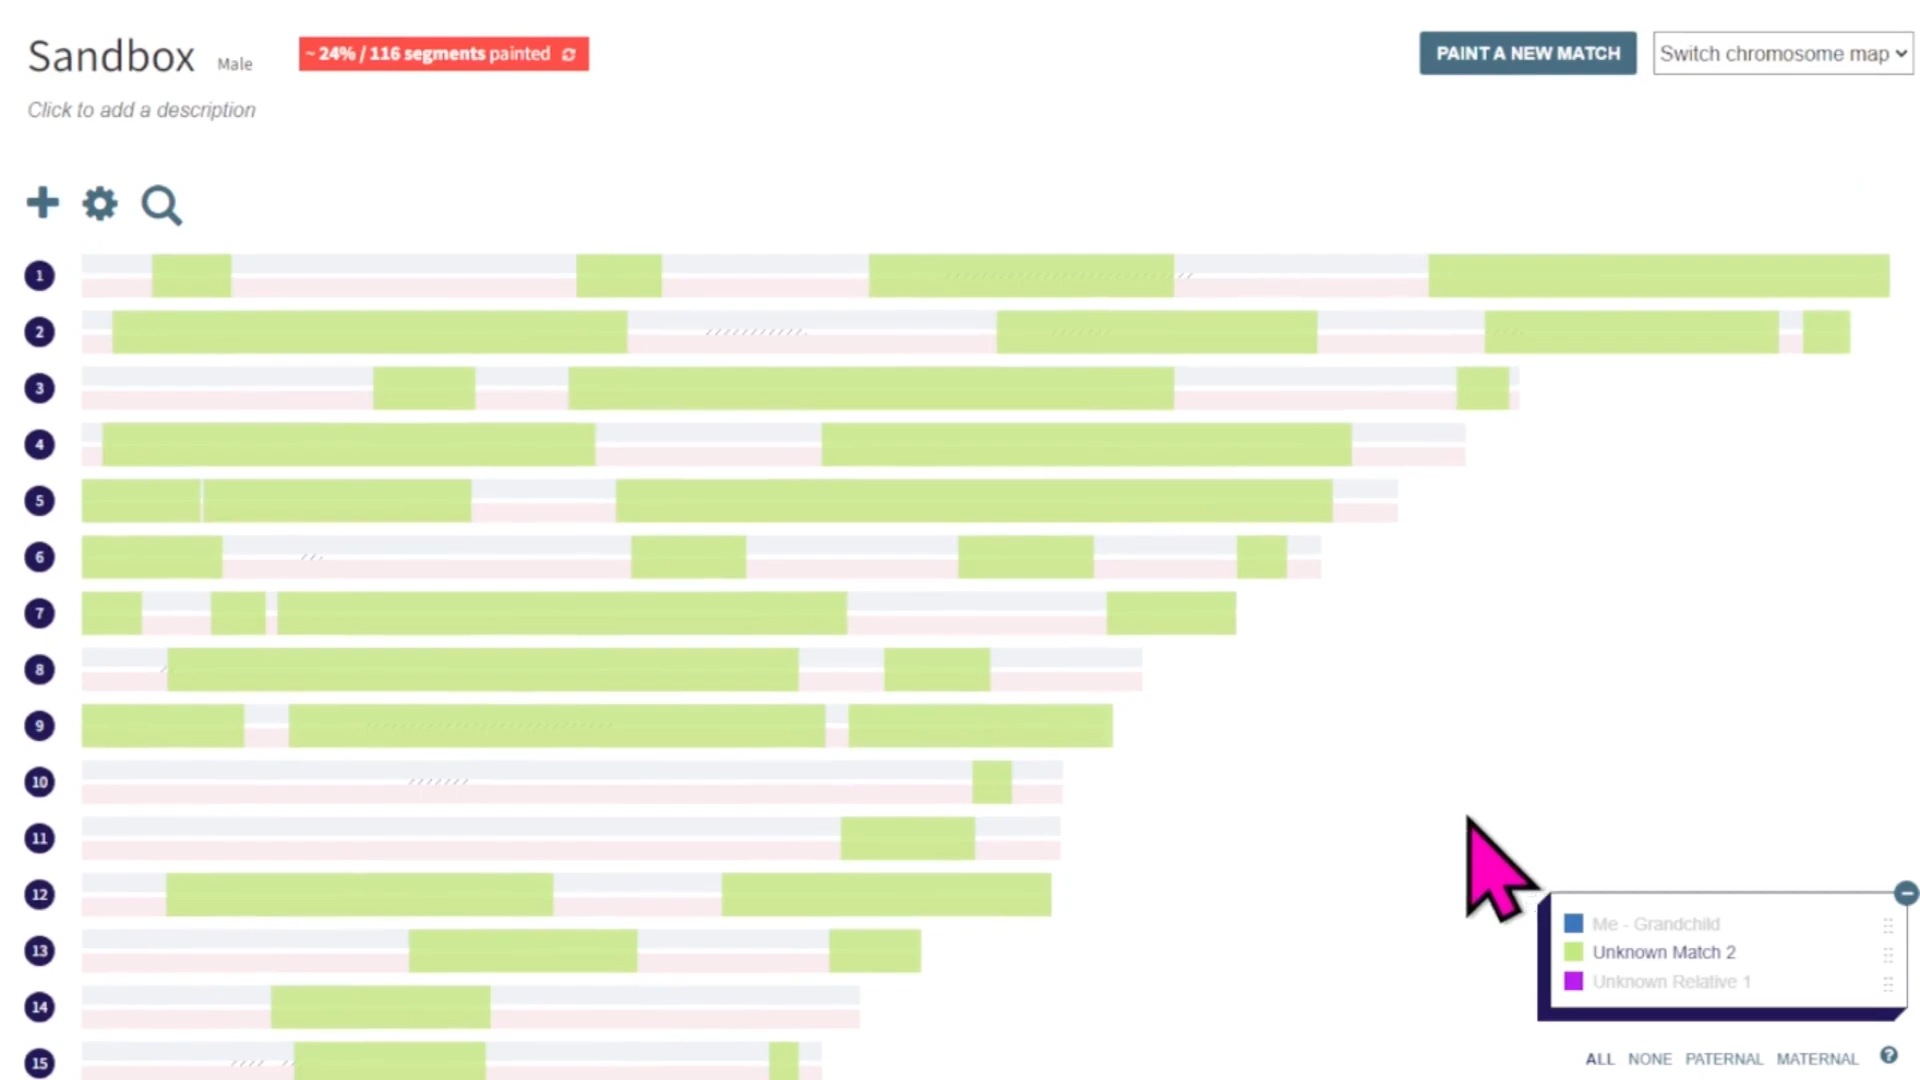 Sandbox Male ~ 24% / 116 segments painted PAINT A NEW MATCH Switch chromosome map
Click to add a description
1
2
3
4
5
6
7
8
9
10
11
12
13
14
15
Me - Grandchild
Unknown Match 2
Unknown Relative 1
ALL NONE PATERNAL MATERNAL ?